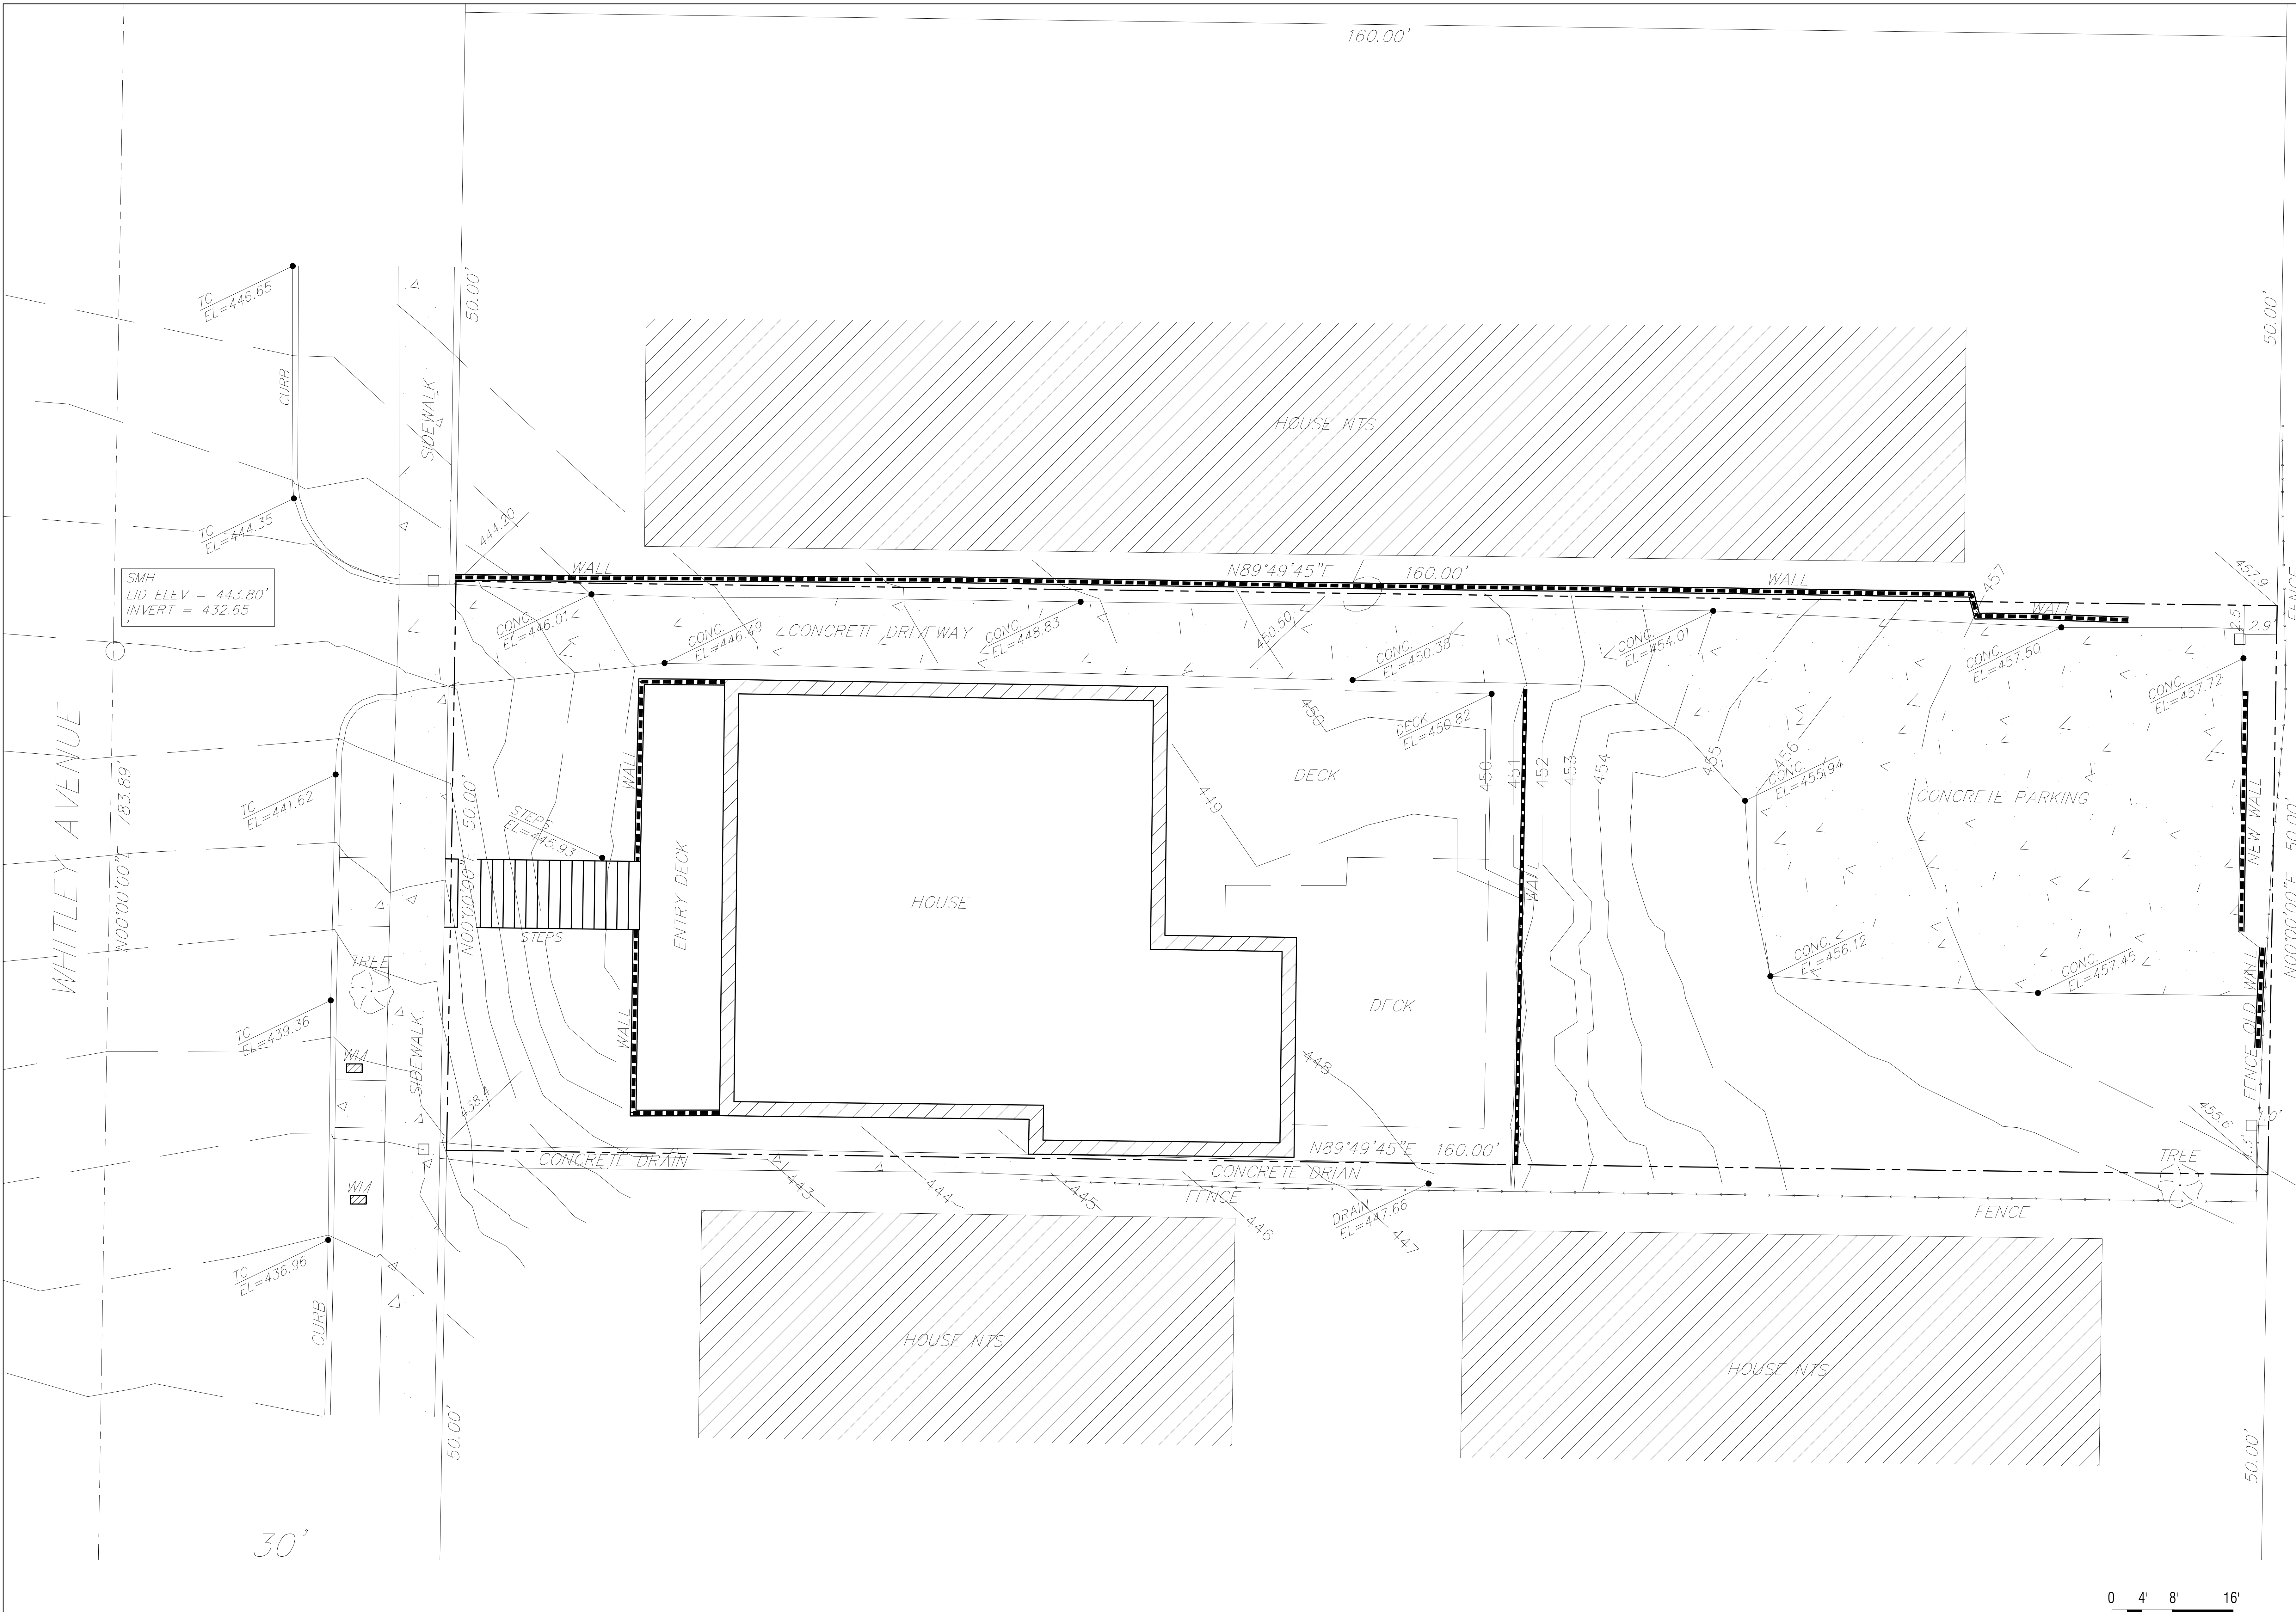 160.00'
TC
EL=446.65
50.00'
50.00'
CURB
SIDEWALK
HOUSE NTS
TC
EL=444.35
444.20
SMH
LID ELEV = 443.80'
INVERT = 432.65
'
WALL
N89°49'45"E
5
160.00'
WALL
457
WALL
457.9
FENCE
2.5'
2.9'
CONC.
EL=446.01
CONC.
EL=446.49
CONCRETE DRIVEWAY
CONC.
EL=448.83
450.50
CONC.
EL=450.38
CONC.
EL=454.01
CONC.
EL=457.50
CONC.
EL=457.72
WHITLEY AVENUE
N00°00'00"E 783.89'
TC
EL=441.62
N00°00'00"E 50.00'
STEPS
EL=445.93
WALL
450
DECK
EL=450.82
DECK
449
450
451
452
453
454
455
456
CONC.
EL=455.94
CONCRETE PARKING
NEW WALL
N00°00'00"E 50.00'
ENTRY DECK
HOUSE
WALL
STEPS
TREE
CONC.
EL=456.12
CONC.
EL=457.45
TC
EL=439.36
WALL
DECK
OLD WALL
FENCE
WM
SIDEWALK
438.4
448
455.6
1.0'
4.3'
CONCRETE DRAIN
N89°49'45"E 160.00'
CONCRETE DRIAN
TREE
WM
443
444
445
FENCE
446
DRAIN
EL=447.66
447
FENCE
TC
EL=436.96
CURB
HOUSE NTS
HOUSE NTS
50.00'
50.00'
30'
0 4' 8' 16'